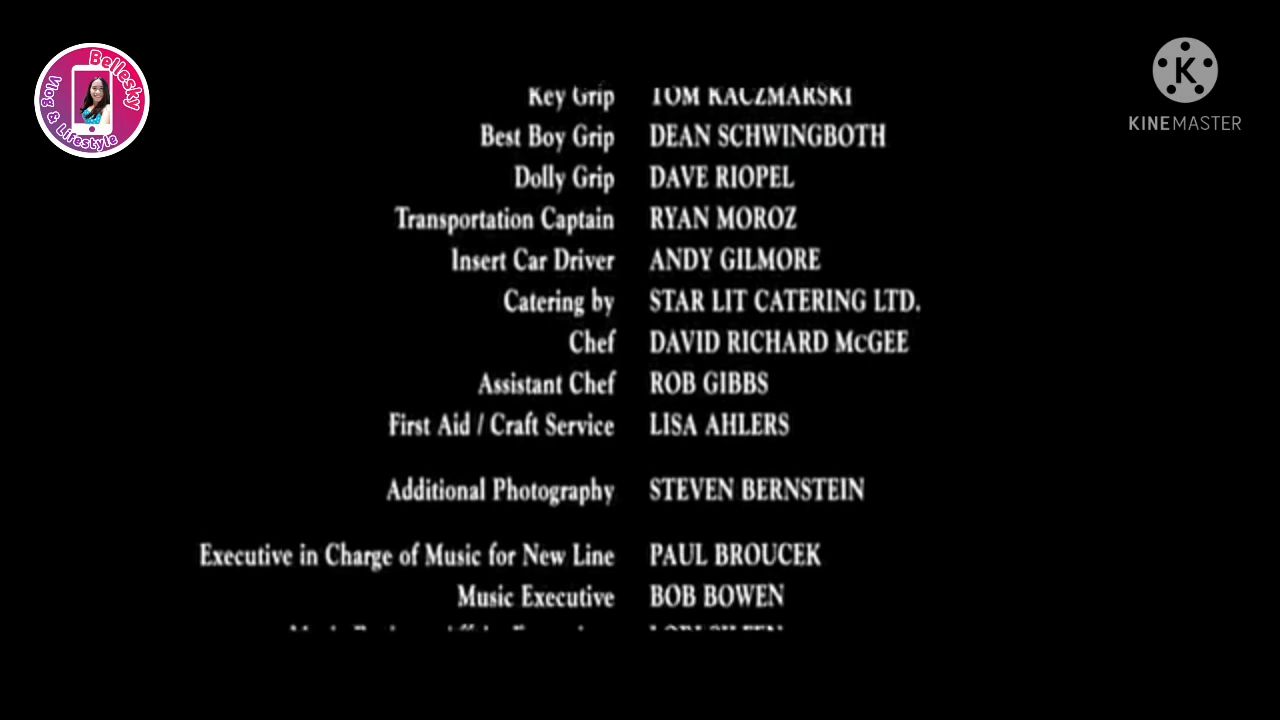 Bellesky
Vlog & Lifestyle
K
KINEMASTER
Key Grip TOM KACZMARSKI
Best Boy Grip DEAN SCHWINGBOTH
Dolly Grip DAVE RIOPEL
Transportation Captain RYAN MOROZ
Insert Car Driver ANDY GILMORE
Catering by STAR LIT CATERING LTD.
Chef DAVID RICHARD McGEE
Assistant Chef ROB GIBBS
First Aid / Craft Service LISA AHLERS
Additional Photography STEVEN BERNSTEIN
Executive in Charge of Music for New Line PAUL BROUCEK
Music Executive BOB BOWEN